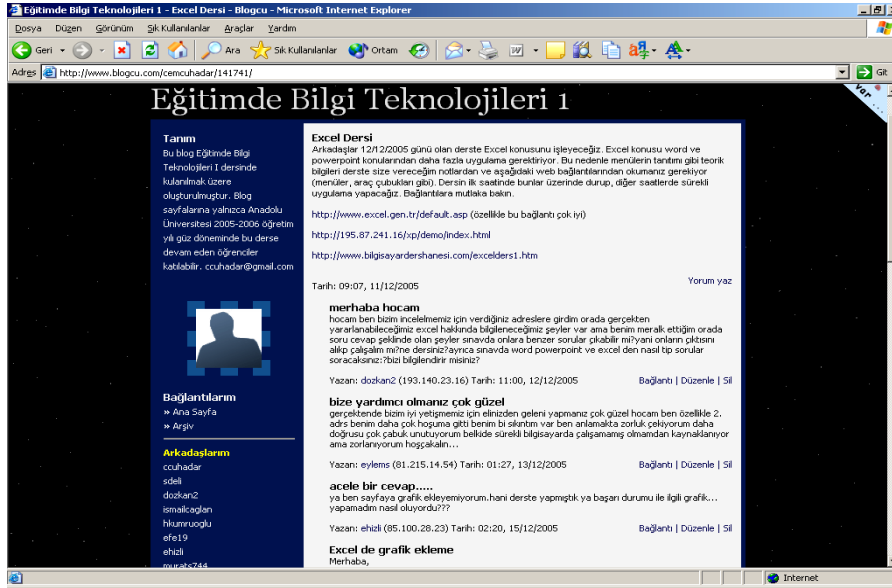 Eğitimde Bilgi Teknolojileri 1 - Excel Dersi - Blogcu - Microsoft Internet Explorer
Dosya Düzen Görünüm Sık Kullanılanlar Araçlar Yardım
Geri Ara Sık Kullanılanlar Ortam
Adres http://www.blogcu.com/cemcuhadar/141741/ Git
Eğitimde Bilgi Teknolojileri 1
var...
Tanım
Bu blog Eğitimde Bilgi
Teknolojileri I dersinde
kulanılmak üzere
oluşturulmuştur. Blog
sayfalarına yalnızca Anadolu
Üniversitesi 2005-2006 öğretim
yılı güz döneminde bu derse
devam eden öğrenciler
katılabilir. ccuhadar@gmail.com
Bağlantılarım
» Ana Sayfa
» Arşiv
Arkadaşlarım
ccuhadar
sdeli
dozkan2
ismailcaglan
hkumruoglu
efe19
ehizli
murats744
Excel Dersi
Arkadaşlar 12/12/2005 günü olan derste Excel konusunu işleyeceğiz. Excel konusu word ve
powerpoint konularından daha fazla uygulama gerektiriyor. Bu nedenle menülerin tanıtımı gibi teorik
bilgileri derste size vereceğim notlardan ve aşağıdaki web bağlantılarından okumanız gerekiyor
(menüler, araç çubukları gibi). Dersin ilk saatinde bunlar üzerinde durup, diğer saatlerde sürekli
uygulama yapacağız. Bağlantılara mutlaka bakın.
http://www.excel.gen.tr/default.asp (özellikle bu bağlantı çok iyi)
http://195.87.241.16/xp/demo/index.html
http://www.bilgisayardershanesi.com/excelders1.htm
Yorum yaz
Tarih: 09:07, 11/12/2005
merhaba hocam
hocam ben bizim incelelmemiz için verdiğiniz adreslere girdim orada gerçekten
yararlanabileceğimiz excel hakkında bilgileneceğimiz şeyler var ama benim meralk ettiğim orada
soru cevap şeklinde olan şeyler sınavda onlara benzer sorular çıkabilir mi?yani onların çıktısını
alıkp çalışalım mı?ne dersiniz?ayrıca sınavda word powerpoint ve excel den nasıl tip sorular
soracaksınız:?bizi bilgilendirir misiniz?
Yazan: dozkan2 (193.140.23.16) Tarih: 11:00, 12/12/2005 Bağlantı | Düzenle | Sil
bize yardımcı olmanız çok güzel
gerçektende bizim iyi yetişmemiz için elinizden geleni yapmanız çok güzel hocam ben özellikle 2.
adrs benim daha çok hoşuma gitti benim bi sıkıntım var ben anlamakta zorluk çekiyorum daha
doğrusu çok çabuk unutuyorum belkide sürekli bilgisayarda çalışamamış olmamdan kaynaklanıyor
ama zorlanıyorum hoşçakalın...
Yazan: eylems (81.215.14.54) Tarih: 01:27, 13/12/2005 Bağlantı | Düzenle | Sil
acele bir cevap.....
ya ben sayfaya grafik ekleyemiyorum.hani derste yapmıştık ya başarı durumu ile ilgili grafik...
yapamadım nasıl oluyordu???
Yazan: ehizli (85.100.28.23) Tarih: 02:20, 15/12/2005 Bağlantı | Düzenle | Sil
Excel de grafik ekleme
Merhaba,
Internet